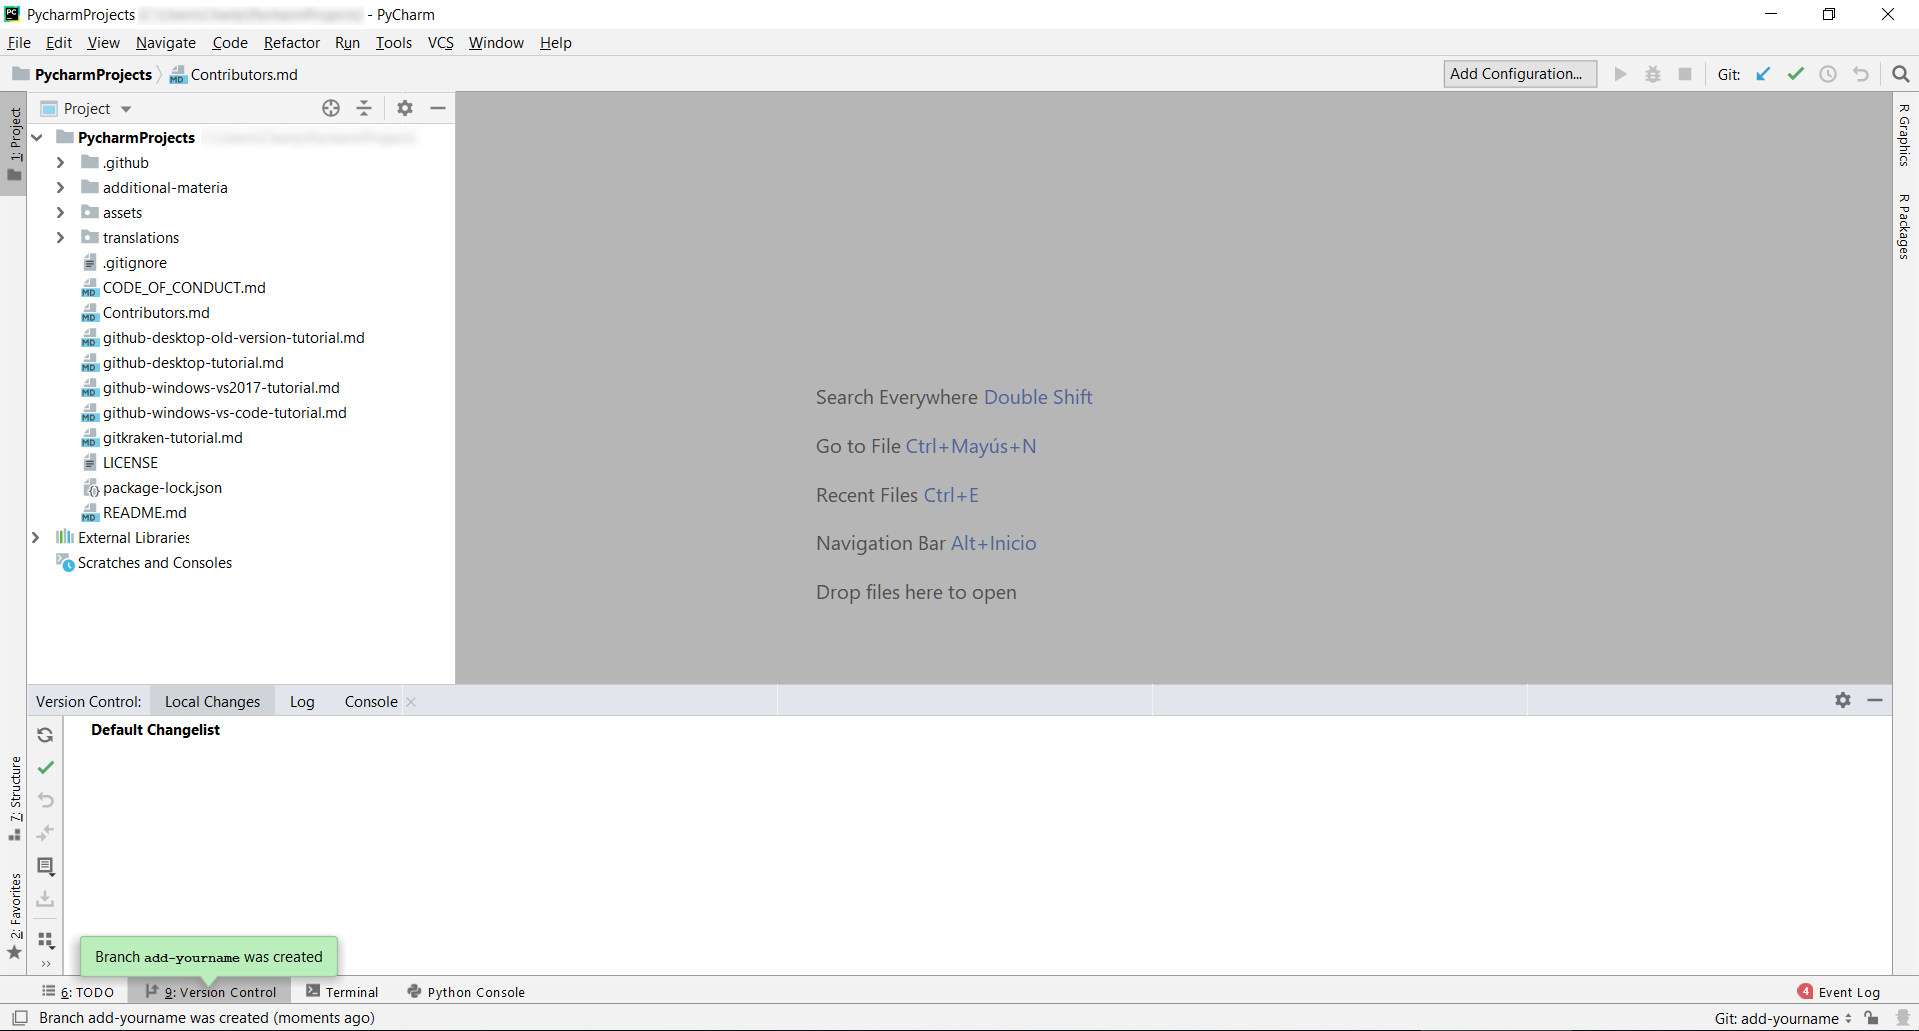 PycharmProjects - PyCharm
File Edit View Navigate Code Refactor Run Tools VCS Window Help
PycharmProjects Contributors.md Add Configuration... Git:
Project
1: Project
PycharmProjects
.github
additional-materia
assets
translations
.gitignore
CODE_OF_CONDUCT.md
Contributors.md
github-desktop-old-version-tutorial.md
github-desktop-tutorial.md
github-windows-vs2017-tutorial.md
github-windows-vs-code-tutorial.md
gitkraken-tutorial.md
LICENSE
package-lock.json
README.md
External Libraries
Scratches and Consoles
Search Everywhere Double Shift
Go to File Ctrl+Mayús+N
Recent Files Ctrl+E
Navigation Bar Alt+Inicio
Drop files here to open
R Graphics
R Packages
Version Control: Local Changes Log Console
Default Changelist
7: Structure
2: Favorites
Branch add-yourname was created
6: TODO 9: Version Control Terminal Python Console 4 Event Log
Branch add-yourname was created (moments ago) Git: add-yourname